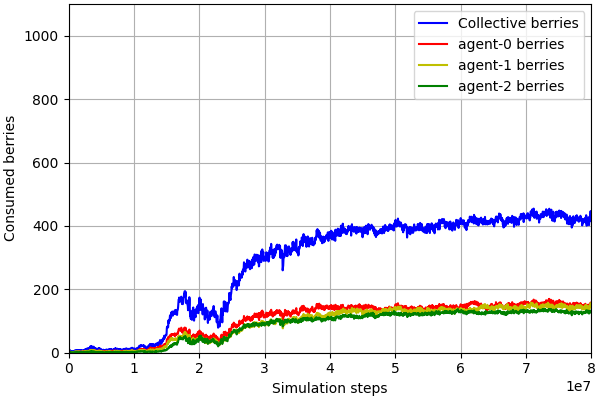 Collective berries
agent-0 berries
agent-1 berries
agent-2 berries
Consumed berries
1000
800
600
400
200
0
0 1 2 3 4 5 6 7 8
Simulation steps
1e7